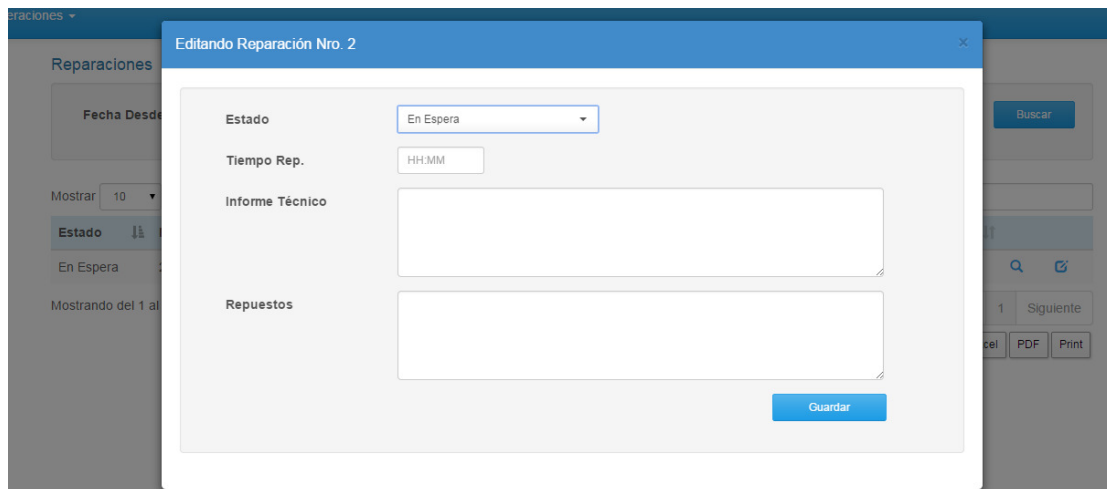 eraciones
Editando Reparación Nro. 2
×
Reparaciones
Fecha Desde
Buscar
Estado
En Espera
Tiempo Rep.
HH:MM
Informe Técnico
Repuestos
Guardar
Mostrar 10
Estado
En Espera
Mostrando del 1 al
1 Siguiente
cel PDF Print